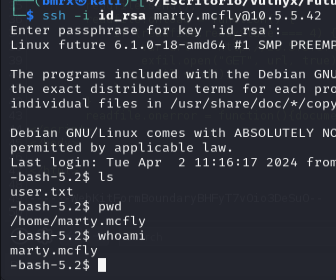 (bmrx㉿kali)-[~/Escritorio/Vulnyx/Futu
$ ssh -i id_rsa marty.mcfly@10.5.5.42
Enter passphrase for key 'id_rsa':
Linux future 6.1.0-18-amd64 #1 SMP PREEMP
The programs included with the Debian GNU
the exact distribution terms for each pro
individual files in /usr/share/doc/*/copy
Debian GNU/Linux comes with ABSOLUTELY NO
permitted by applicable law.
Last login: Tue Apr  2 11:16:17 2024 from
-bash-5.2$ ls
user.txt
-bash-5.2$ pwd
/home/marty.mcfly
-bash-5.2$ whoami
marty.mcfly
-bash-5.2$